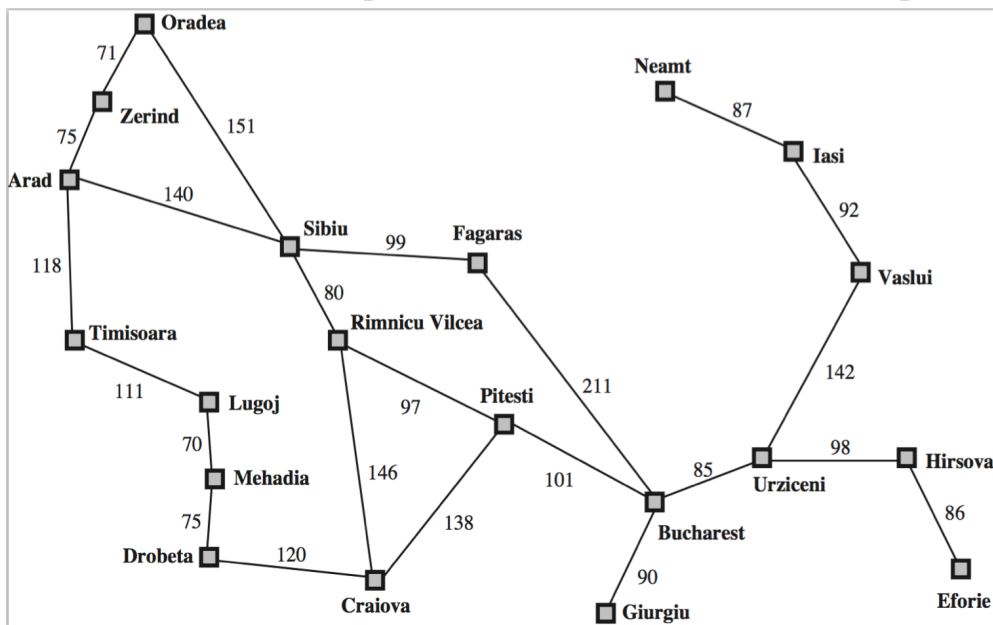 Oradea
71
Neamt
87
Zerind
151
75
Iasi
Arad
140
92
Sibiu
99
Fagaras
118
80
Vaslui
Timisoara
Rimnicu Vilcea
142
111
Lugoj
97
Pitesti
211
70
98
Hirsova
146
101
85
Urziceni
Mehadia
86
75
138
Bucharest
Drobeta
120
90
Craiova
Giurgiu
Eforie